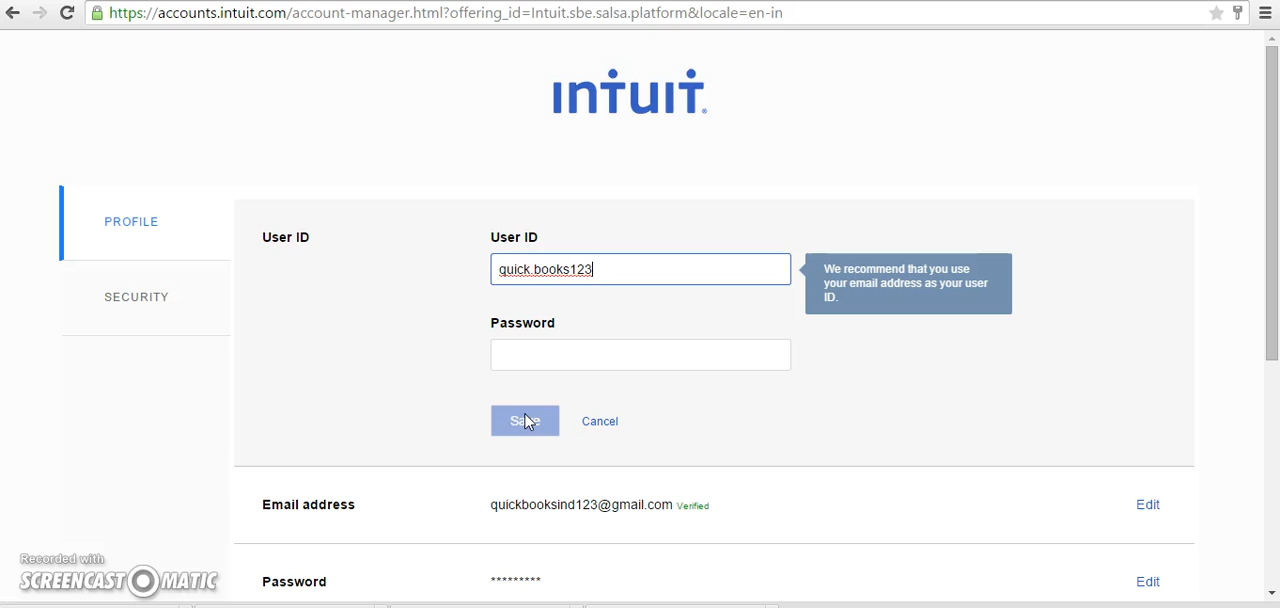 https://accounts.intuit.com/account-manager.html?offering_id=Intuit.sbe.salsa.platform&locale=en-in
intuit.
PROFILE
SECURITY
User ID
User ID
quick.books123
We recommend that you use
your email address as your user
ID.
Password
Save
Cancel
Email address
quickbooksind123@gmail.com Verified
Edit
Password
*********
Edit
Recorded with
SCREENCAST-O-MATIC